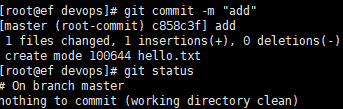 [root@ef devops]# git commit -m "add"
[master (root-commit) c858c3f] add
 1 files changed, 1 insertions(+), 0 deletions(-)
 create mode 100644 hello.txt
[root@ef devops]# git status
# On branch master
nothing to commit (working directory clean)